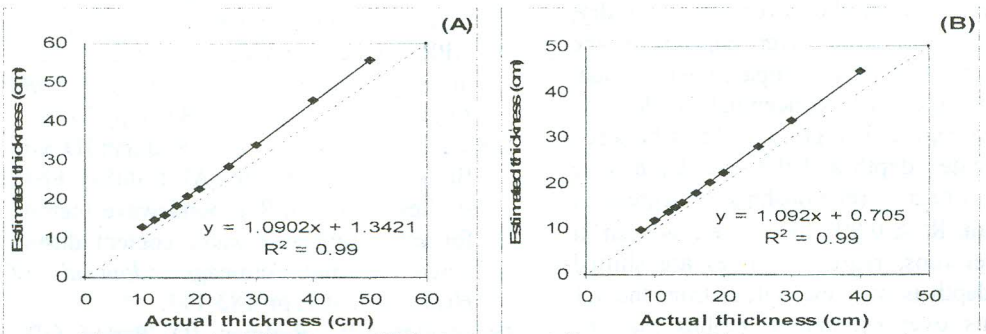 (A)
60
50
40
30
20
10
0
Estimated thickness (cm)
y = 1.0902x + 1.3421
R² = 0.99
0 10 20 30 40 50 60
Actual thickness (cm)
(B)
50
40
30
20
10
0
Estimated thickness (cm)
y = 1.092x + 0.705
R² = 0.99
0 10 20 30 40 50
Actual thickness (cm)